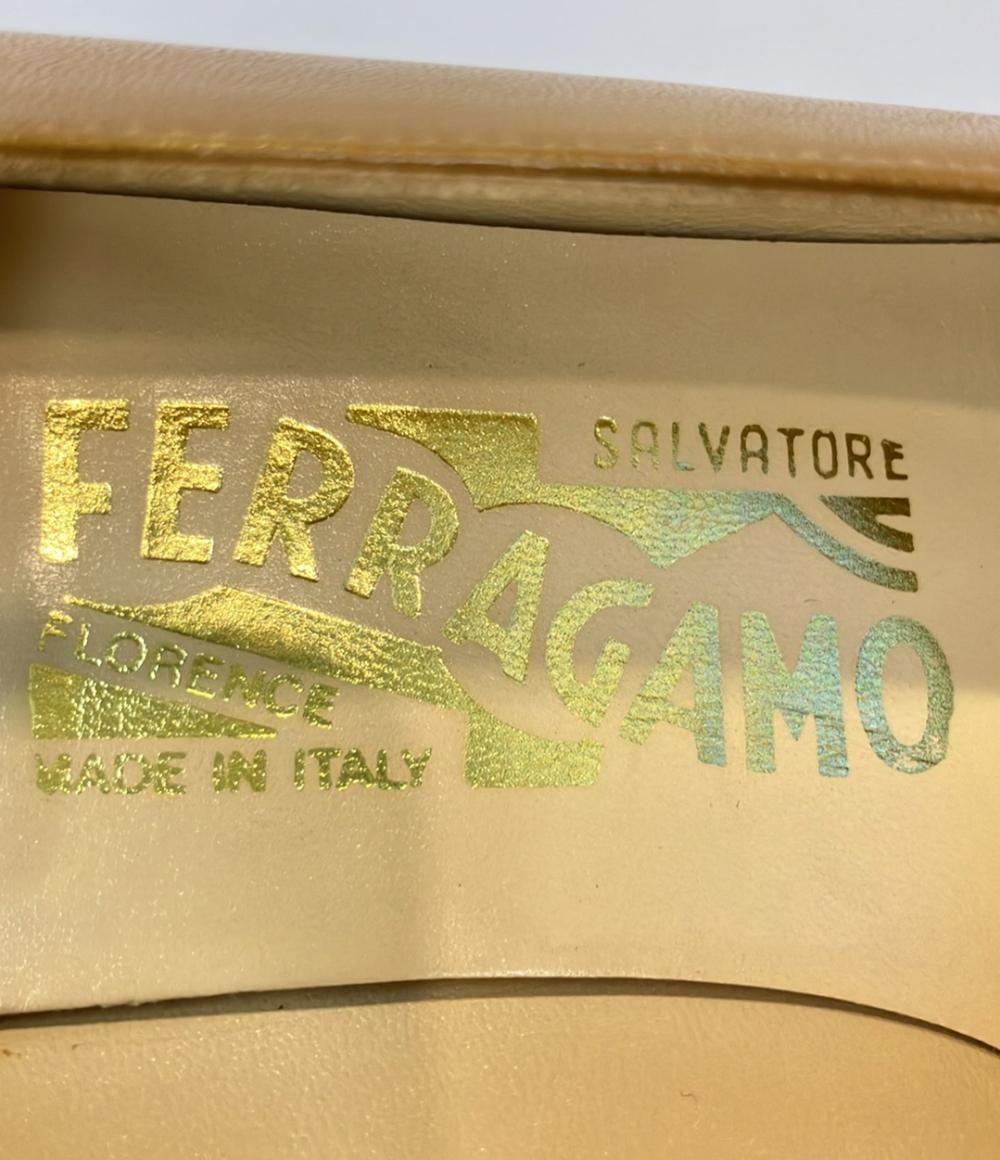 SALVATORE
FERRAGAMO
FLORENCE
MADE IN ITALY